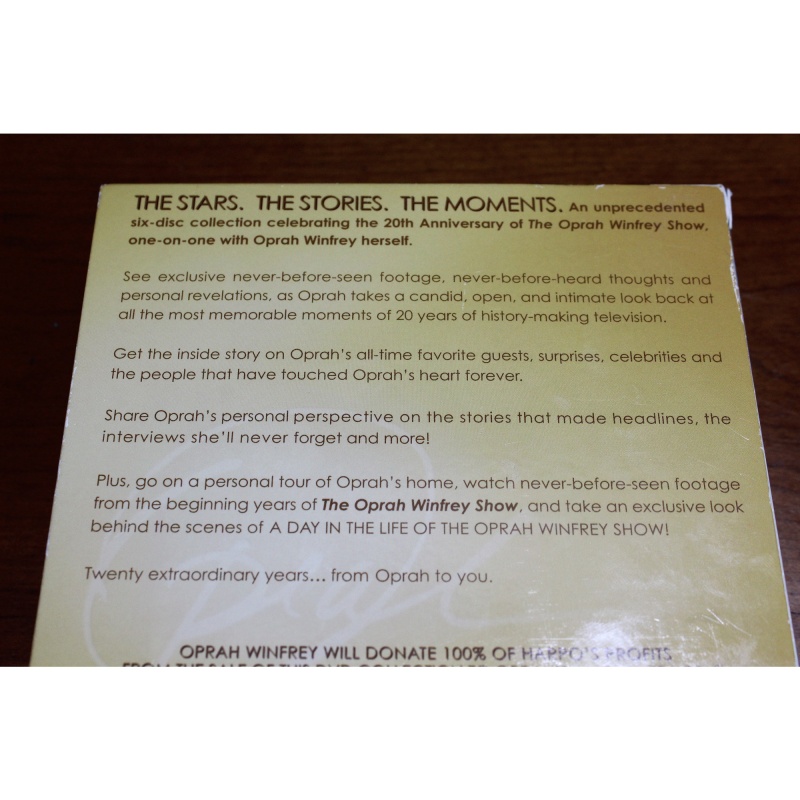 THE STARS. THE STORIES. THE MOMENTS. An unprecedented
six-disc collection celebrating the 20th Anniversary of The Oprah Winfrey Show,
one-on-one with Oprah Winfrey herself.
See exclusive never-before-seen footage, never-before-heard thoughts and
personal revelations, as Oprah takes a candid, open, and intimate look back at
all the most memorable moments of 20 years of history-making television.
Get the inside story on Oprah's all-time favorite guests, surprises, celebrities and
the people that have touched Oprah's heart forever.
Share Oprah's personal perspective on the stories that made headlines, the
interviews she'll never forget and more!
Plus, go on a personal tour of Oprah's home, watch never-before-seen footage
from the beginning years of The Oprah Winfrey Show, and take an exclusive look
behind the scenes of A DAY IN THE LIFE OF THE OPRAH WINFREY SHOW!
Twenty extraordinary years... from Oprah to you.
OPRAH WINFREY WILL DONATE 100% OF HARPO'S PROFITS
FROM THE SALE OF THIS DVD COLLECTION